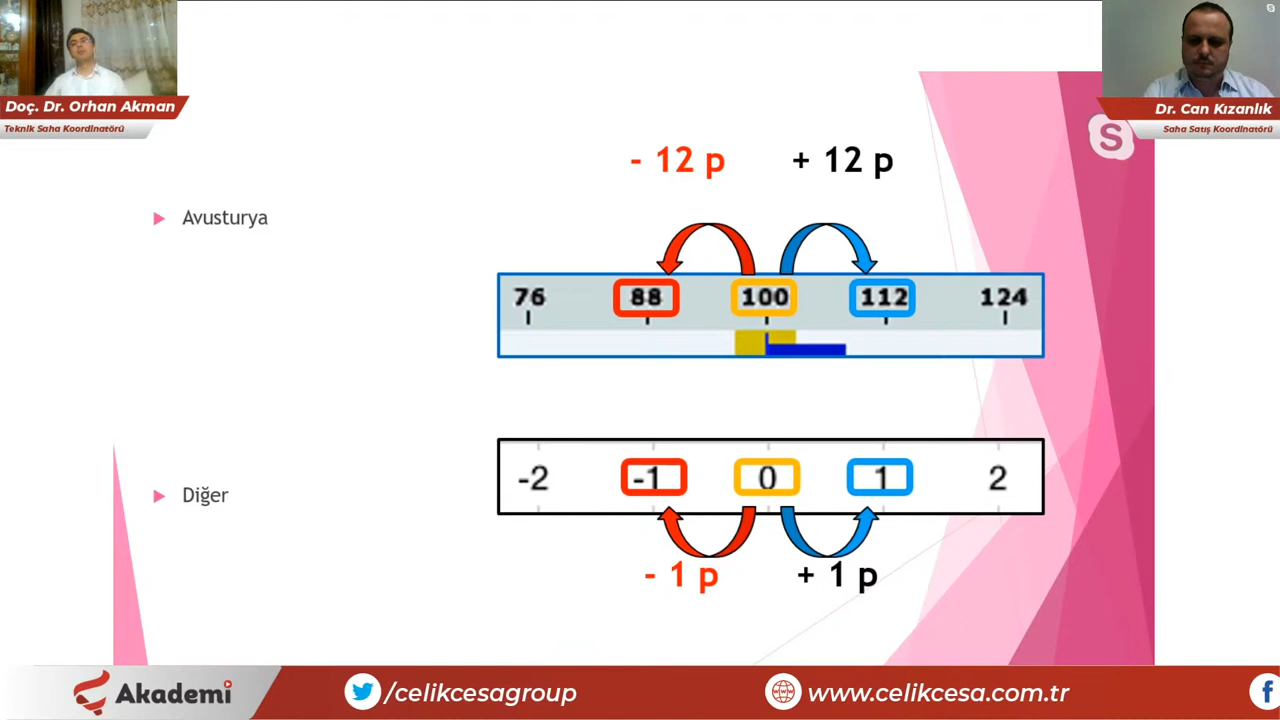 Doç. Dr. Orhan Akman
Teknik Saha Koordinatörü
Dr. Can Kızanlık
Saha Satış Koordinatörü
S
- 12 p + 12 p
Avusturya
76 88 100 112 124
-2 -1 0 1 2
Diğer
- 1 p + 1 p
Akademi
/celikcesagroup
www.celikcesa.com.tr